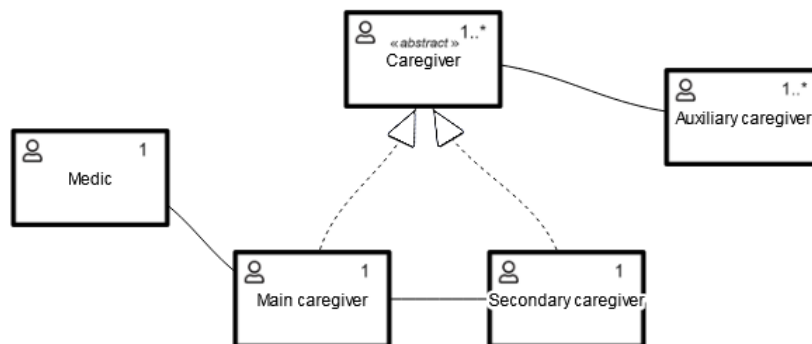 1..*
«abstract»
Caregiver
1..*
Auxiliary caregiver
1
Medic
1
Main caregiver
1
Secondary caregiver